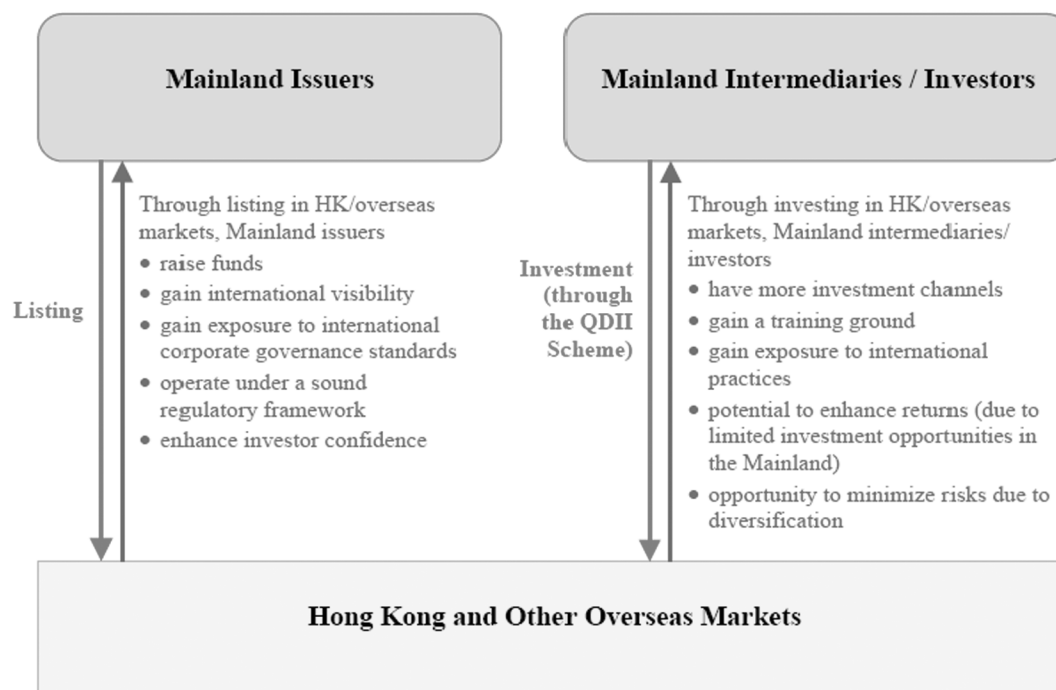 Mainland Issuers
Mainland Intermediaries / Investors
Listing
Through listing in HK/overseas
markets, Mainland issuers
• raise funds
• gain international visibility
• gain exposure to international
corporate governance standards
• operate under a sound
regulatory framework
• enhance investor confidence
Investment
(through
the QDII
Scheme)
Through investing in HK/overseas
markets, Mainland intermediaries/
investors
• have more investment channels
• gain a training ground
• gain exposure to international
practices
• potential to enhance returns (due to
limited investment opportunities in
the Mainland)
• opportunity to minimize risks due to
diversification
Hong Kong and Other Overseas Markets